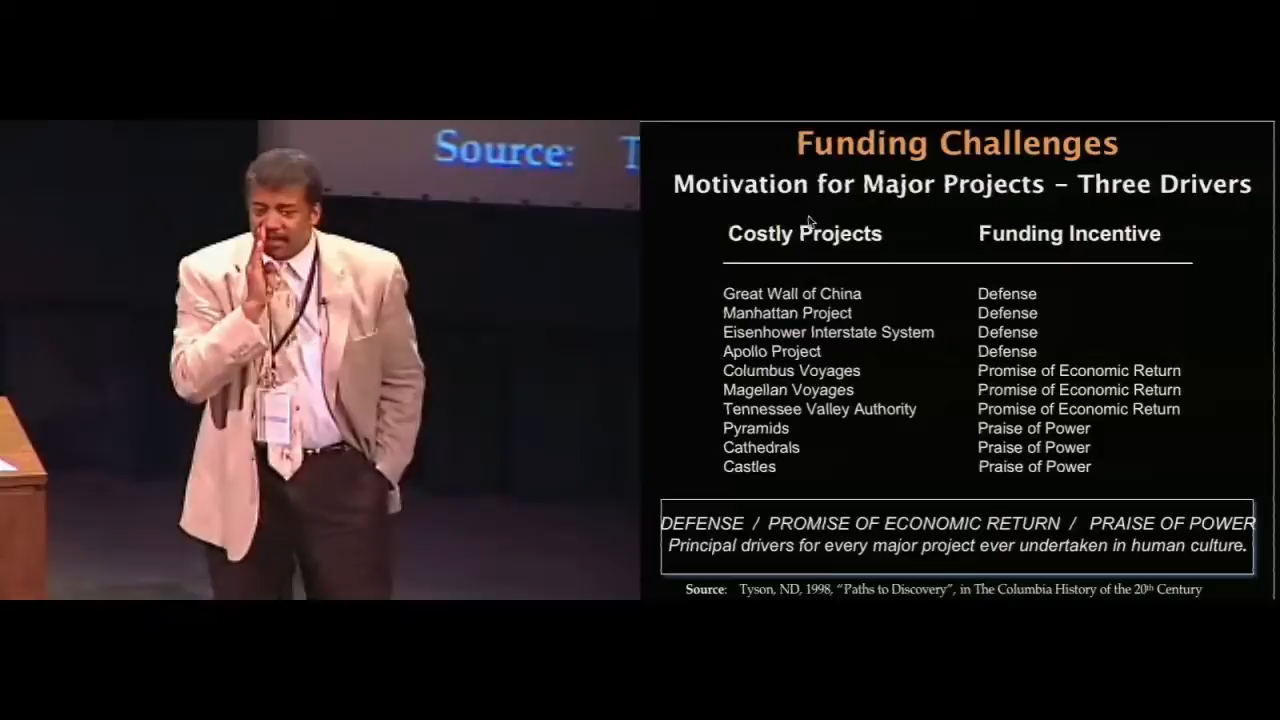 Source: T
Funding Challenges
Motivation for Major Projects – Three Drivers
Costly Projects Funding Incentive
Great Wall of China Defense
Manhattan Project Defense
Eisenhower Interstate System Defense
Apollo Project Defense
Columbus Voyages Promise of Economic Return
Magellan Voyages Promise of Economic Return
Tennessee Valley Authority Promise of Economic Return
Pyramids Praise of Power
Cathedrals Praise of Power
Castles Praise of Power
DEFENSE / PROMISE OF ECONOMIC RETURN / PRAISE OF POWER
Principal drivers for every major project ever undertaken in human culture.
Source: Tyson, ND, 1998, “Paths to Discovery”, in The Columbia History of the 20th Century